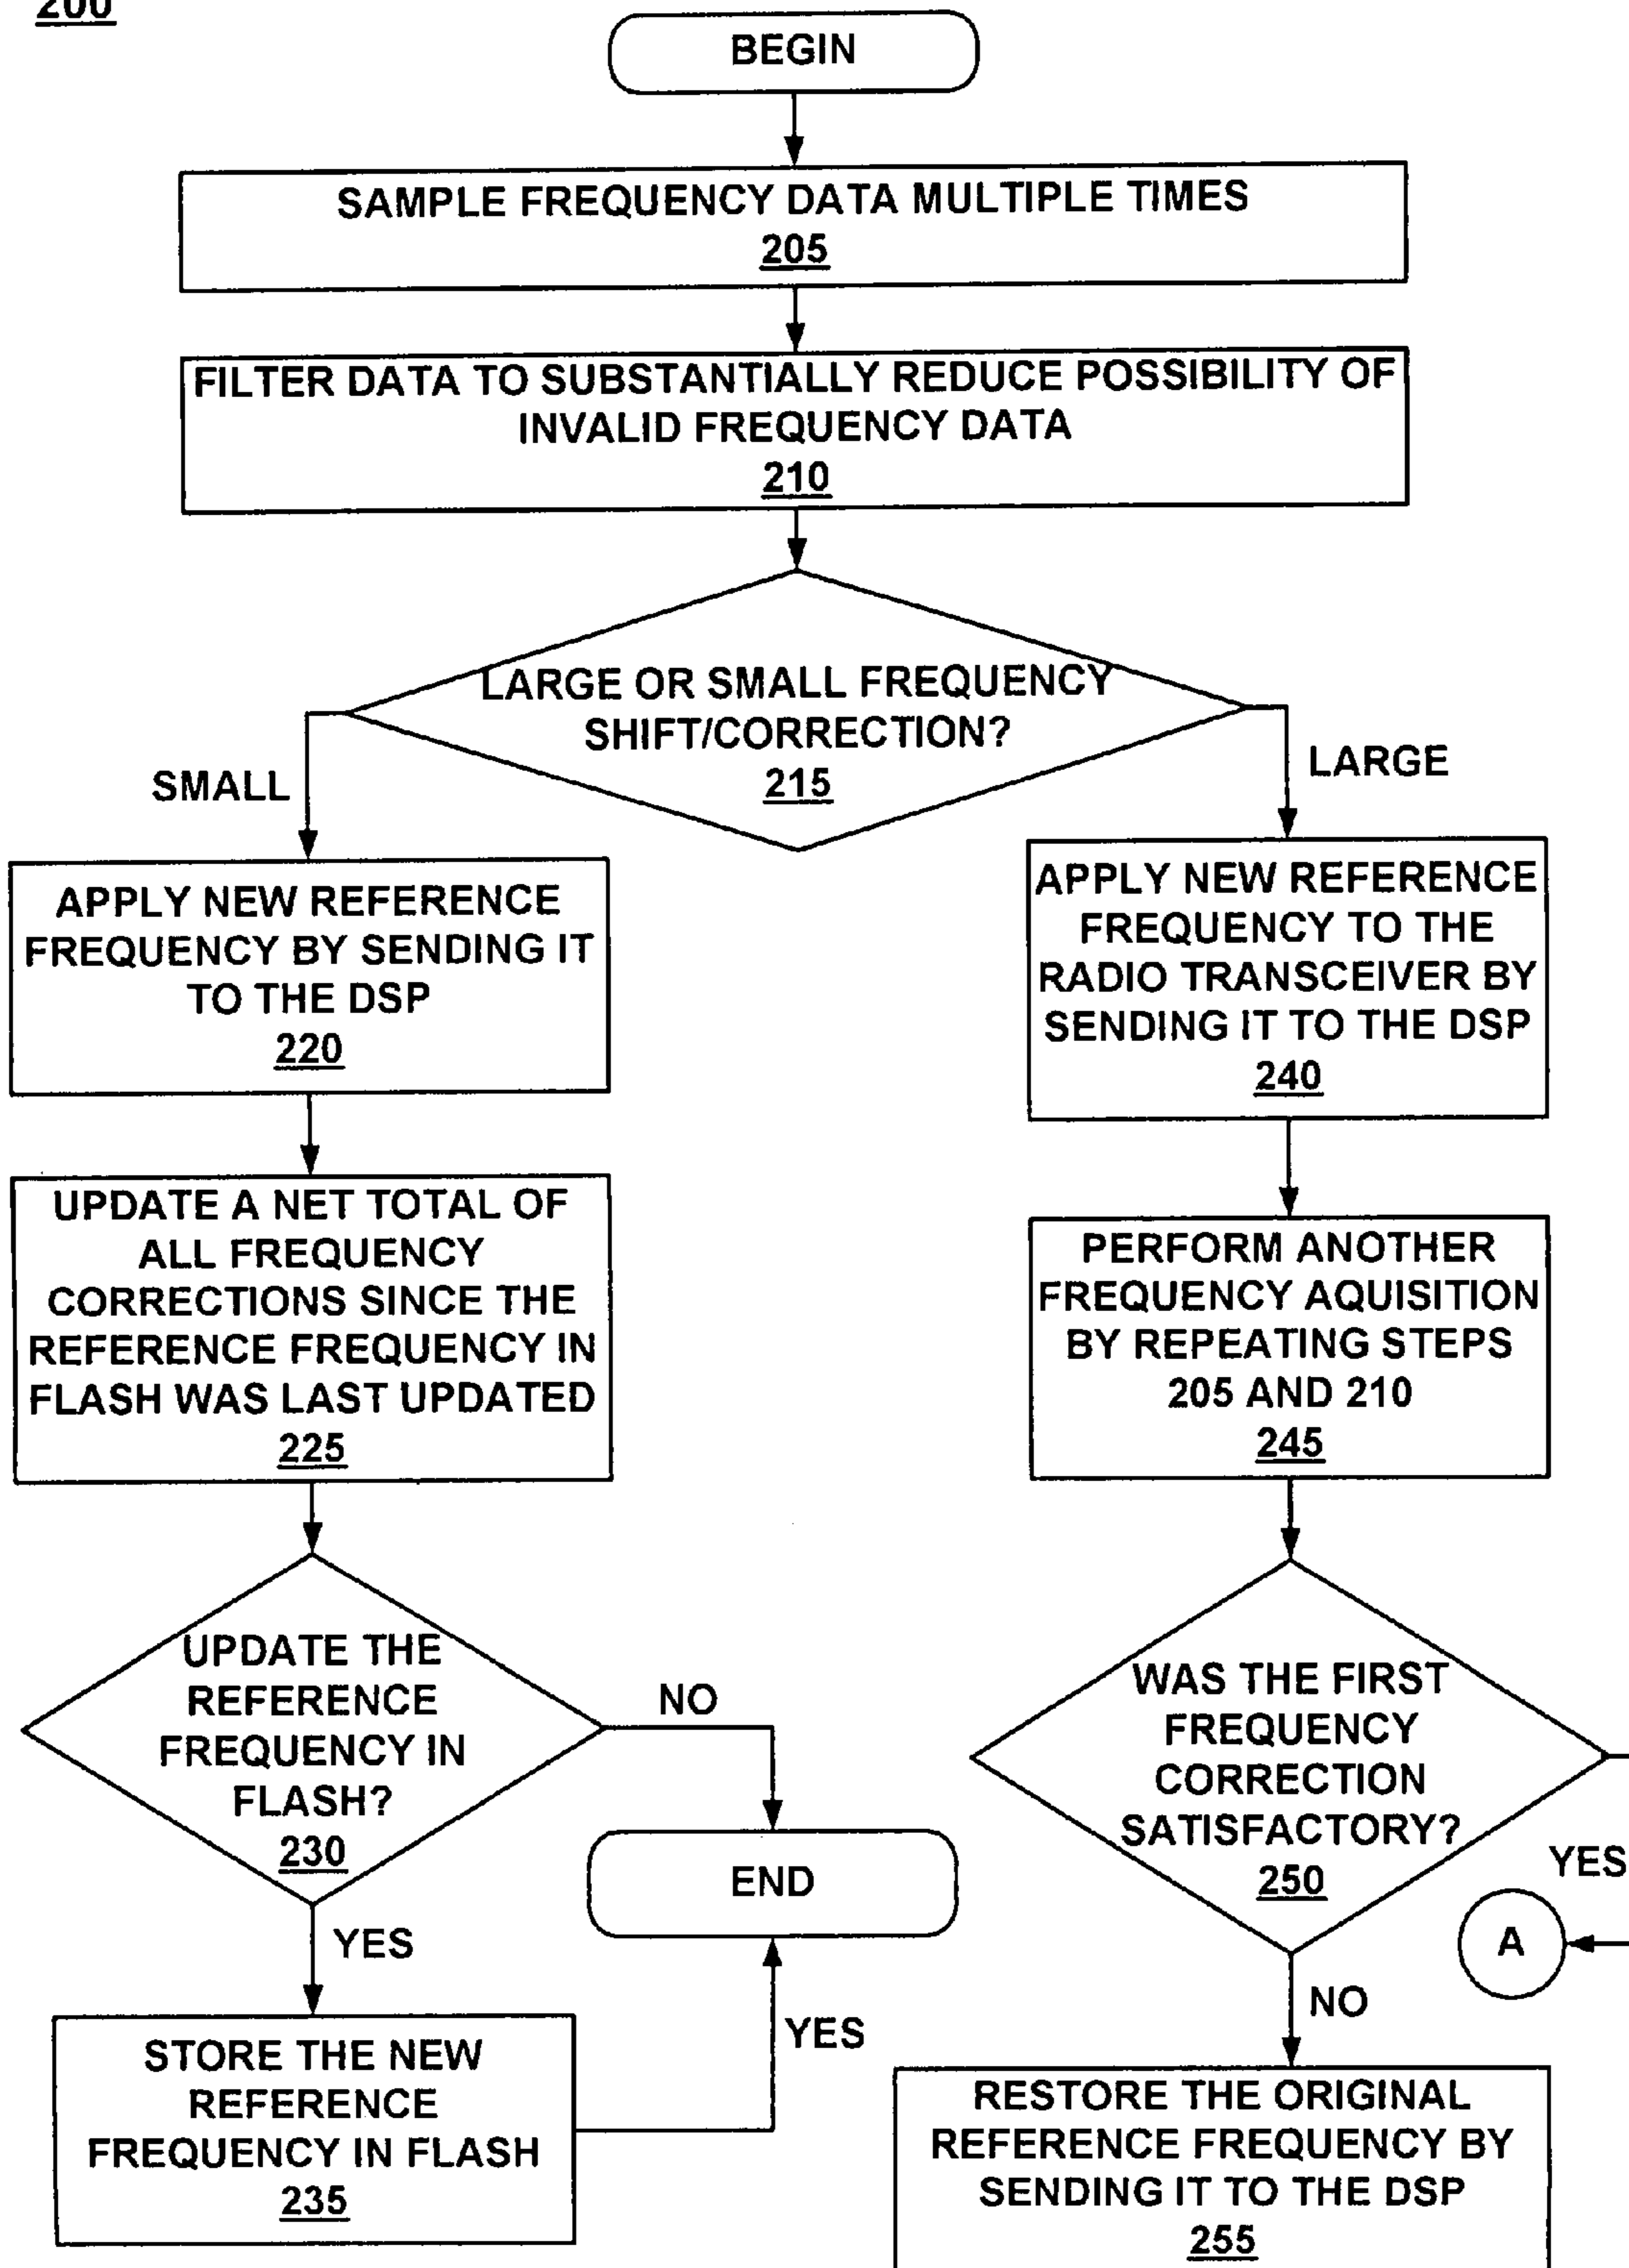 200
BEGIN
SAMPLE FREQUENCY DATA MULTIPLE TIMES
205
FILTER DATA TO SUBSTANTIALLY REDUCE POSSIBILITY OF
INVALID FREQUENCY DATA
210
LARGE OR SMALL FREQUENCY
SHIFT/CORRECTION?
215
SMALL
LARGE
APPLY NEW REFERENCE
FREQUENCY BY SENDING IT
TO THE DSP
220
APPLY NEW REFERENCE
FREQUENCY TO THE
RADIO TRANSCEIVER BY
SENDING IT TO THE DSP
240
UPDATE A NET TOTAL OF
ALL FREQUENCY
CORRECTIONS SINCE THE
REFERENCE FREQUENCY IN
FLASH WAS LAST UPDATED
225
PERFORM ANOTHER
FREQUENCY AQUISITION
BY REPEATING STEPS
205 AND 210
245
UPDATE THE
REFERENCE
FREQUENCY IN
FLASH?
230
NO
YES
WAS THE FIRST
FREQUENCY
CORRECTION
SATISFACTORY?
250
YES
A
NO
END
STORE THE NEW
REFERENCE
FREQUENCY IN FLASH
235
YES
RESTORE THE ORIGINAL
REFERENCE FREQUENCY BY
SENDING IT TO THE DSP
255